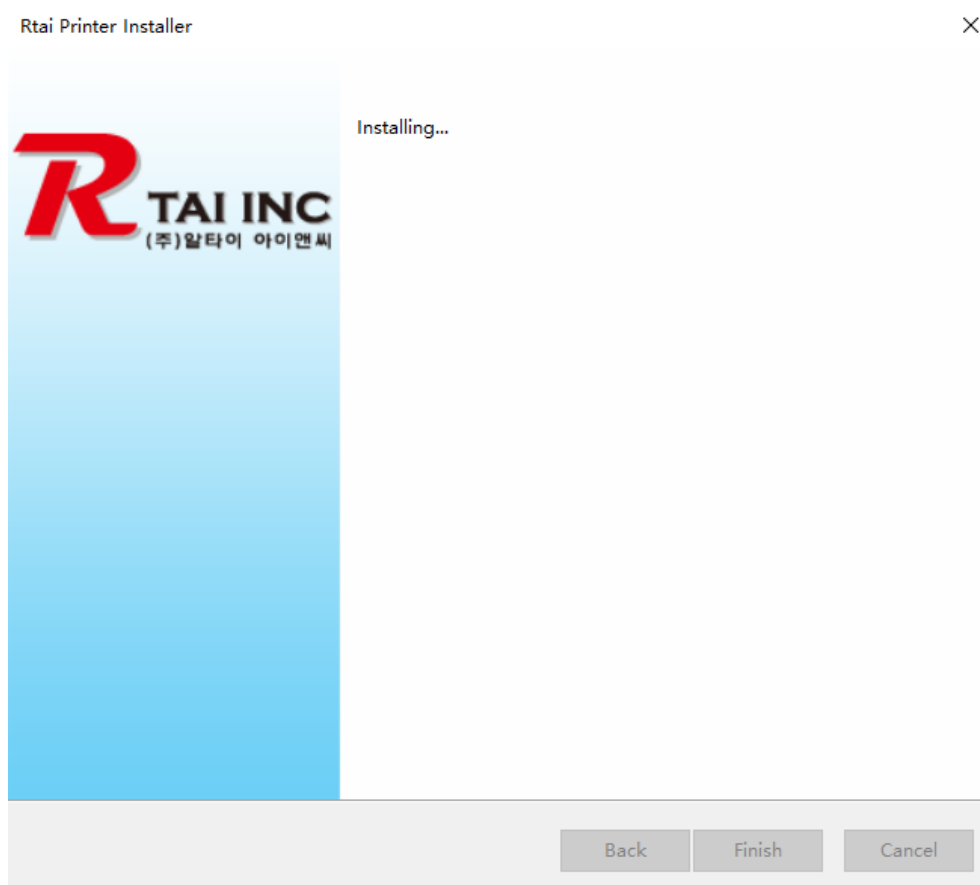 Rtai Printer Installer
Installing...
R TAI INC
(주)알타이 아이앤씨
Back
Finish
Cancel